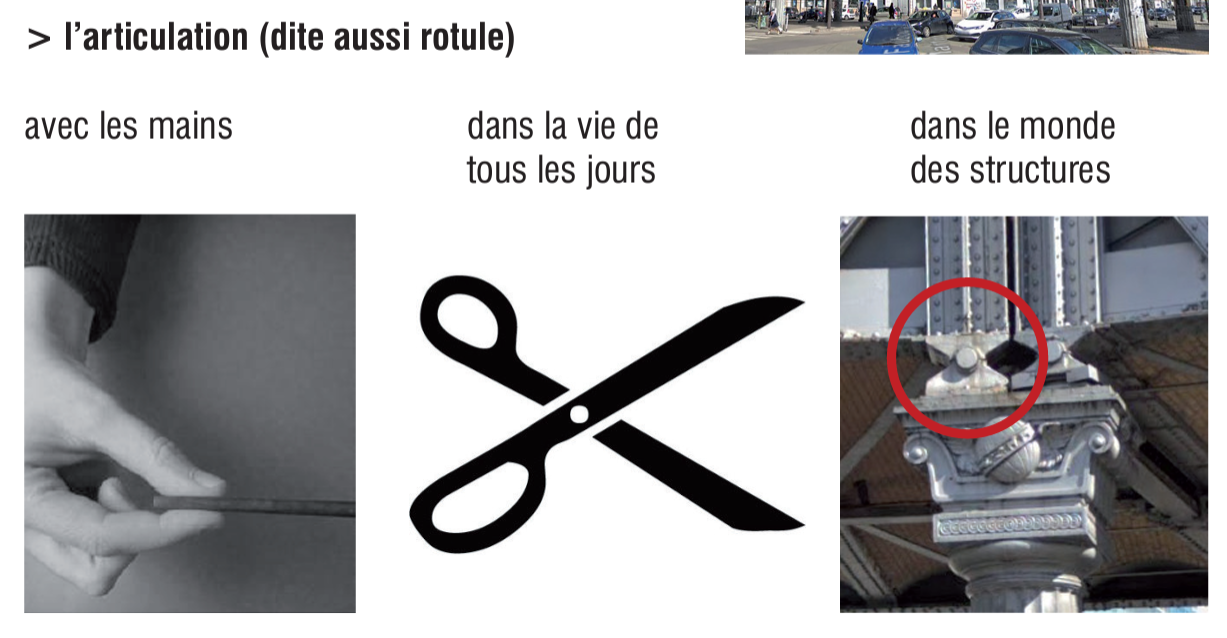 > l’articulation (dite aussi rotule)
avec les mains
dans la vie de
tous les jours
dans le monde
des structures